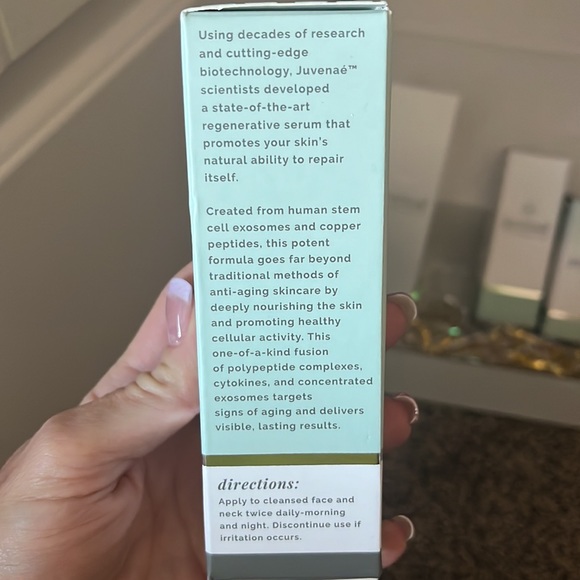 Using decades of research
and cutting-edge
biotechnology, Juvenaé™
scientists developed
a state-of-the-art
regenerative serum that
promotes your skin's
natural ability to repair
itself.
Created from human stem
cell exosomes and copper
peptides, this potent
formula goes far beyond
traditional methods of
anti-aging skincare by
deeply nourishing the skin
and promoting healthy
cellular activity. This
one-of-a-kind fusion
of polypeptide complexes,
cytokines, and concentrated
exosomes targets
signs of aging and delivers
visible, lasting results.
directions:
Apply to cleansed face and
neck twice daily-morning
and night. Discontinue use if
irritation occurs.